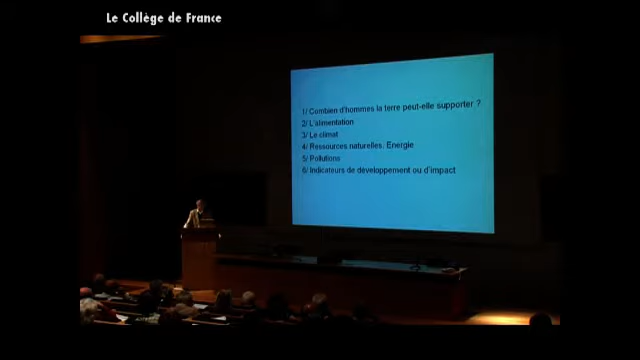 Le Collège de France
1/ Combien d'hommes la terre peut-elle supporter ?
2/ L'alimentation
3/ Le climat
4/ Ressources naturelles. Energie
5/ Pollutions
6/ Indicateurs de développement ou d'impact